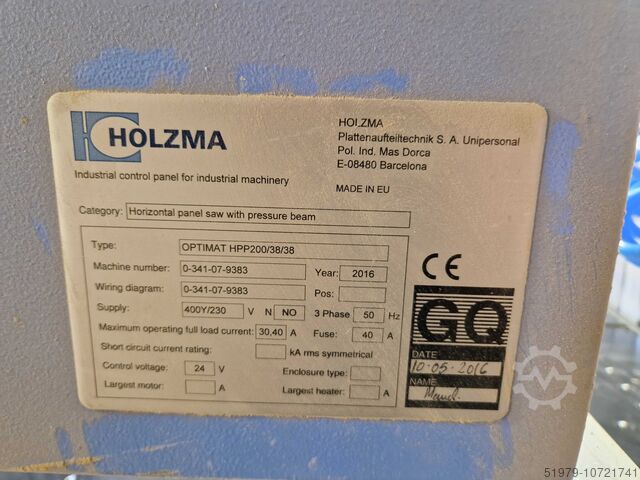 HOLZMA
HOLZMA
Plattenaufteiltechnik S. A. Unipersonal
Pol. Ind. Mas Dorca
E-08480 Barcelona
Industrial control panel for industrial machinery
MADE IN EU
Category: Horizontal panel saw with pressure beam
Type: OPTIMAT HPP200/38/38
Machine number: 0-341-07-9383 Year: 2016
Wiring diagram: 0-341-07-9383 Pos:
Supply: 400Y/230 V N NO 3 Phase 50 Hz
Maximum operating full load current: 30,40 A Fuse: 40 A
Short circuit current rating: kA rms symmetrical
Control voltage: 24 V Enclosure type:
Largest motor: A Largest heater: A
CE
GQ
DATE
10-05-2016
NAME
51979-10721741